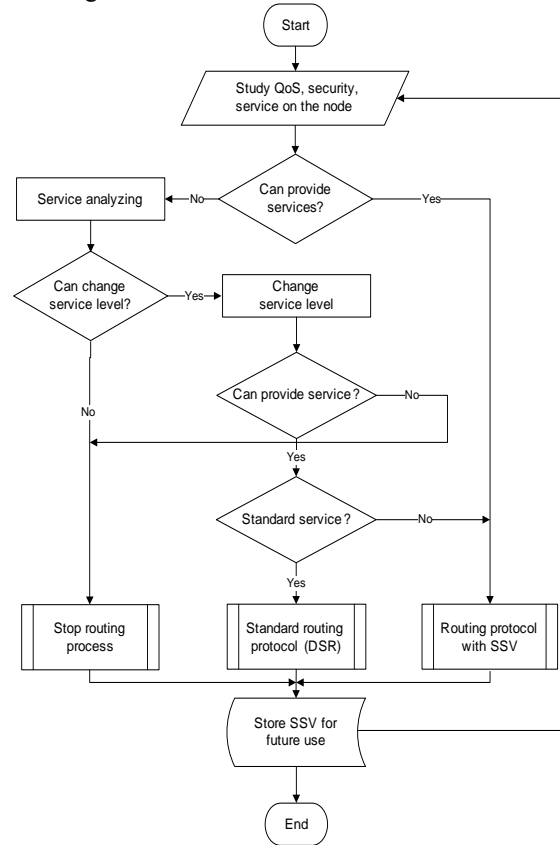 Start
Study QoS, security,
service on the node
Can provide
services?
No
Yes
Service analyzing
Can change
service level?
Yes
Change
service level
No
Can provide service?
No
Yes
Standard service?
No
Yes
Stop routing
process
Standard routing
protocol (DSR)
Routing protocol
with SSV
Store SSV for
future use
End